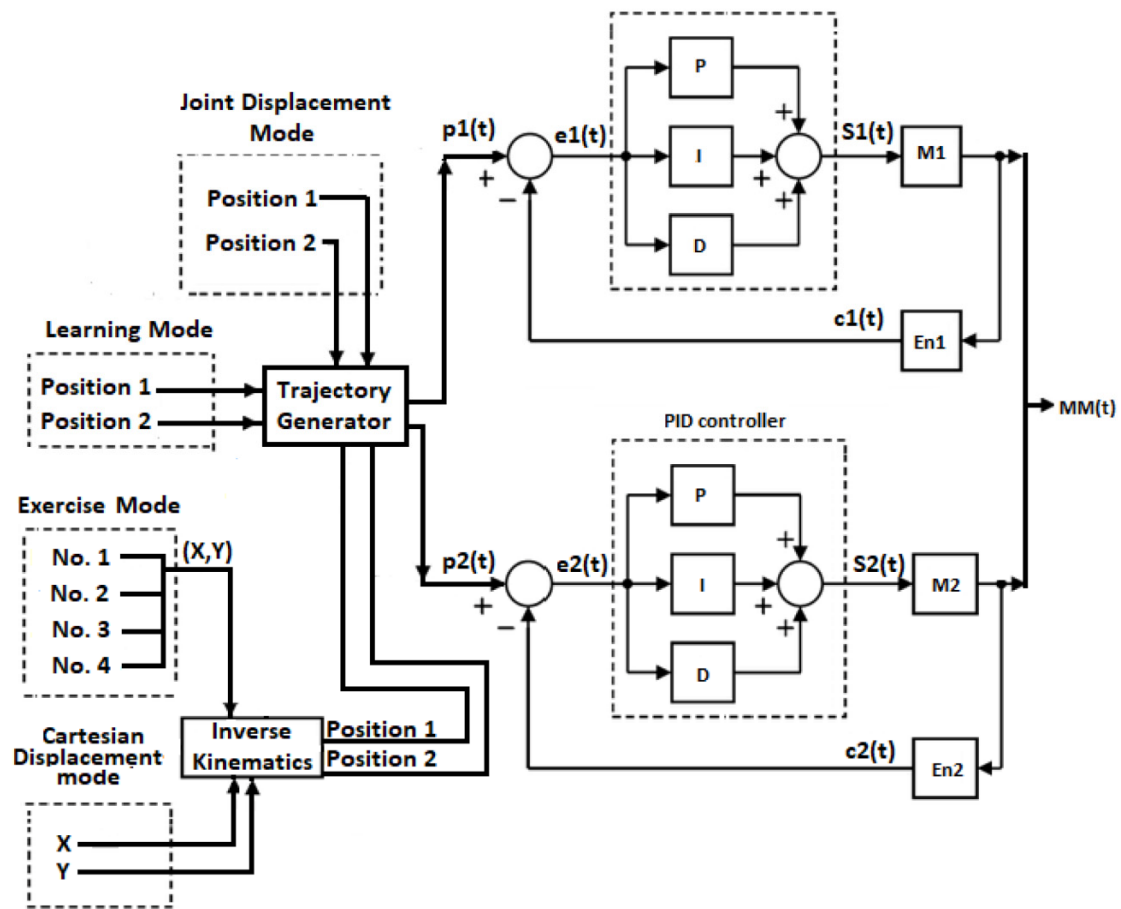 Joint Displacement
Mode
Position 1
Position 2
Learning Mode
Position 1
Position 2
Trajectory
Generator
Exercise Mode
No. 1
No. 2
No. 3
No. 4
(X,Y)
Cartesian
Displacement
mode
X
Y
Inverse
Kinematics
Position 1
Position 2
p1(t)
+
−
e1(t)
P
I
D
+
+
+
S1(t)
M1
c1(t)
En1
MM(t)
PID controller
p2(t)
+
−
e2(t)
P
I
D
+
+
+
S2(t)
M2
c2(t)
En2